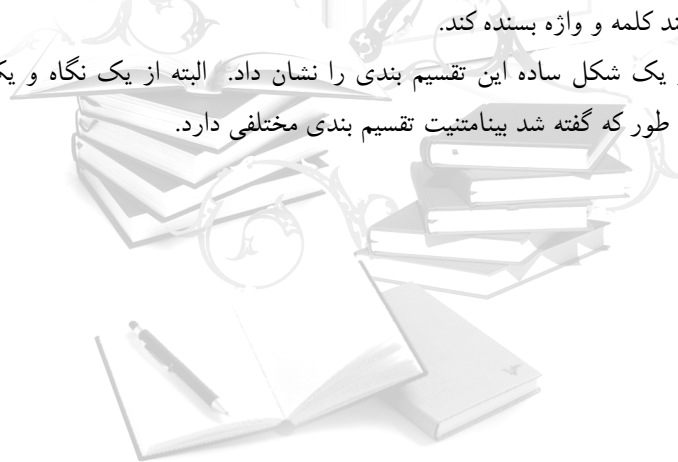 ند کلمه و واژه بسنده کند.
یک شکل ساده این تقسیم بندی را نشان داد. البته از یک نگاه و یک
طور که گفته شد بینامتنیت تقسیم بندی مختلفی دارد.